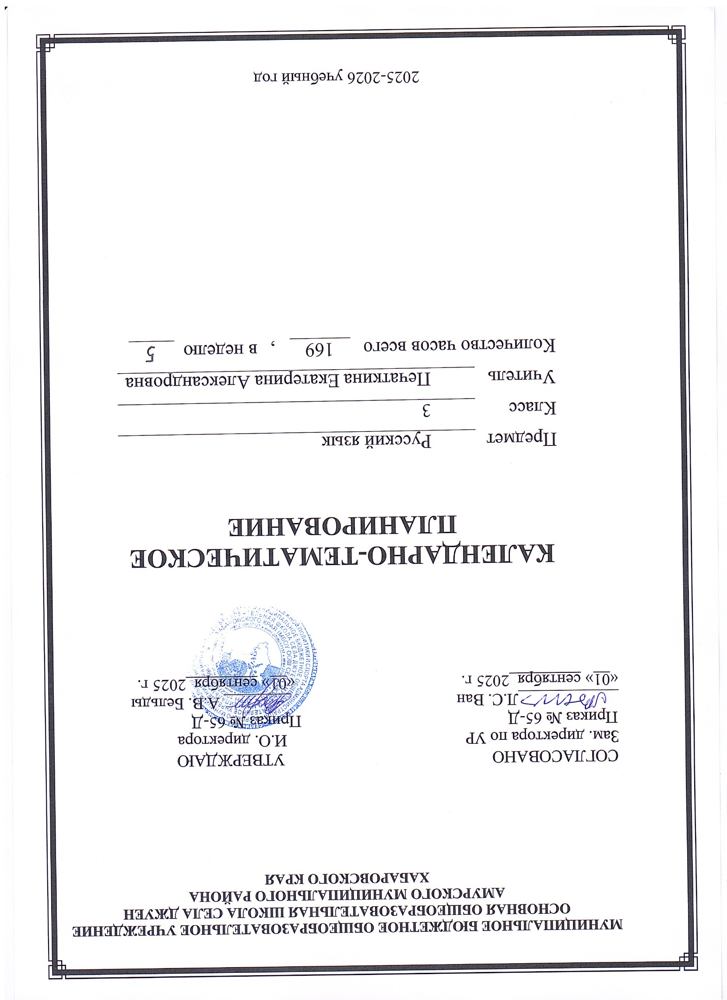 МУНИЦИПАЛЬНОЕ БЮДЖЕТНОЕ ОБЩЕОБРАЗОВАТЕЛЬНОЕ УЧРЕЖДЕНИЕ
ОСНОВНАЯ ОБЩЕОБРАЗОВАТЕЛЬНАЯ ШКОЛА СЕЛА ДЖУЕН
АМУРСКОГО МУНИЦИПАЛЬНОГО РАЙОНА
ХАБАРОВСКОГО КРАЯ
СОГЛАСОВАНО
Зам. директора по УР
Приказ № 65-Д
Л.С. Ван
«01» сентября 2025 г.
УТВЕРЖДАЮ
И.О. директора
Приказ № 65-Д
А.В. Бельды
«01» сентября 2025 г.
КАЛЕНДАРНО-ТЕМАТИЧЕСКОЕ
ПЛАНИРОВАНИЕ
Предмет Русский язык
Класс 3
Учитель Печаткина Екатерина Александровна
Количество часов всего 169 , в неделю 5
2025-2026 учебный год